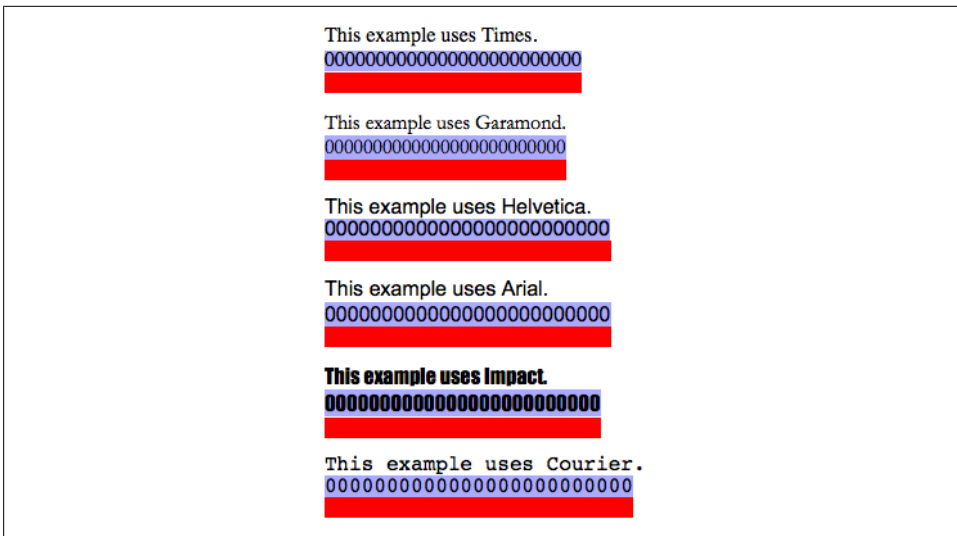 This example uses Times.
0000000000000000000000000
This example uses Garamond.
0000000000000000000000000
This example uses Helvetica.
0000000000000000000000000
This example uses Arial.
0000000000000000000000000
This example uses Impact.
0000000000000000000000000
This example uses Courier.
0000000000000000000000000